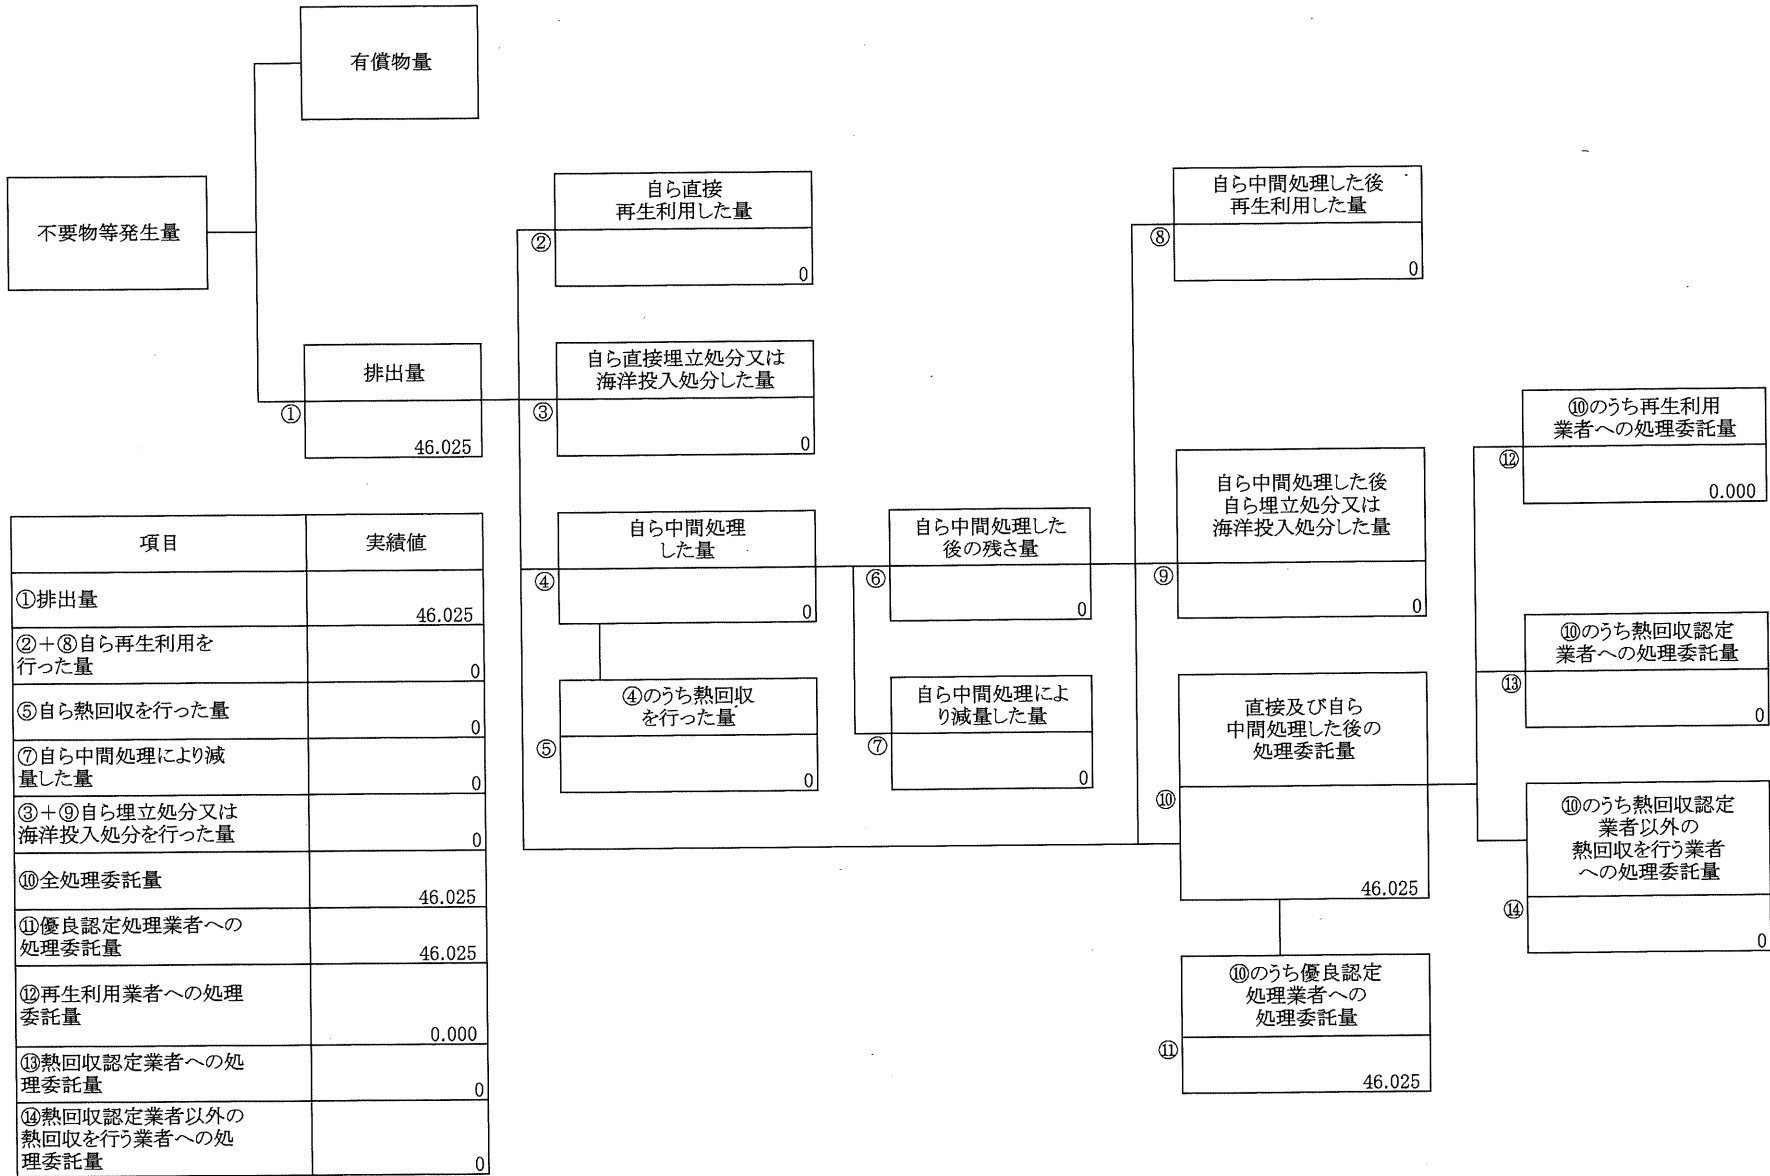 有償物量
不要物等発生量
排出量
①
46.025
自ら直接
再生利用した量
②
0
自ら直接埋立処分又は
海洋投入処分した量
③
0
自ら中間処理
した量
④
0
④のうち熱回収
を行った量
⑤
0
自ら中間処理した
後の残さ量
⑥
0
自ら中間処理によ
り減量した量
⑦
0
自ら中間処理した後
再生利用した量
⑧
0
自ら中間処理した後
自ら埋立処分又は
海洋投入処分した量
⑨
0
直接及び自ら
中間処理した後の
処理委託量
⑩
46.025
⑩のうち優良認定
処理業者への
処理委託量
⑪
46.025
⑩のうち再生利用
業者への処理委託量
⑫
0.000
⑩のうち熱回収認定
業者への処理委託量
⑬
0
⑩のうち熱回収認定
業者以外の
熱回収を行う業者
への処理委託量
⑭
0
項目 実績値
①排出量
46.025
②+⑧自ら再生利用を
行った量
0
⑤自ら熱回収を行った量
0
⑦自ら中間処理により減
量した量
0
③+⑨自ら埋立処分又は
海洋投入処分を行った量
0
⑩全処理委託量
46.025
⑪優良認定処理業者への
処理委託量
46.025
⑫再生利用業者への処理
委託量
0.000
⑬熱回収認定業者への処
理委託量
0
⑭熱回収認定業者以外の
熱回収を行う業者への処
理委託量
0